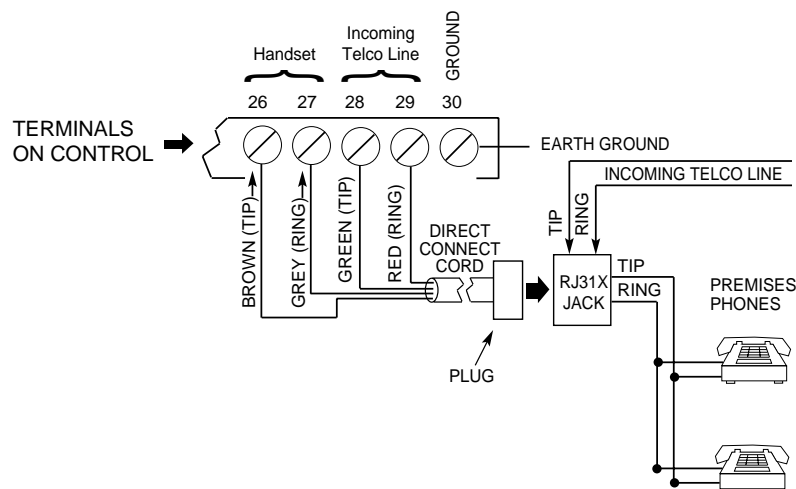 Incoming
Telco Line
Handset
GROUND
26 27 28 29 30
TERMINALS
ON CONTROL
EARTH GROUND
INCOMING TELCO LINE
BROWN (TIP)
GREY (RING)
GREEN (TIP)
RED (RING)
DIRECT
CONNECT
CORD
TIP
RING
RJ31X
JACK
TIP
RING
PREMISES
PHONES
PLUG